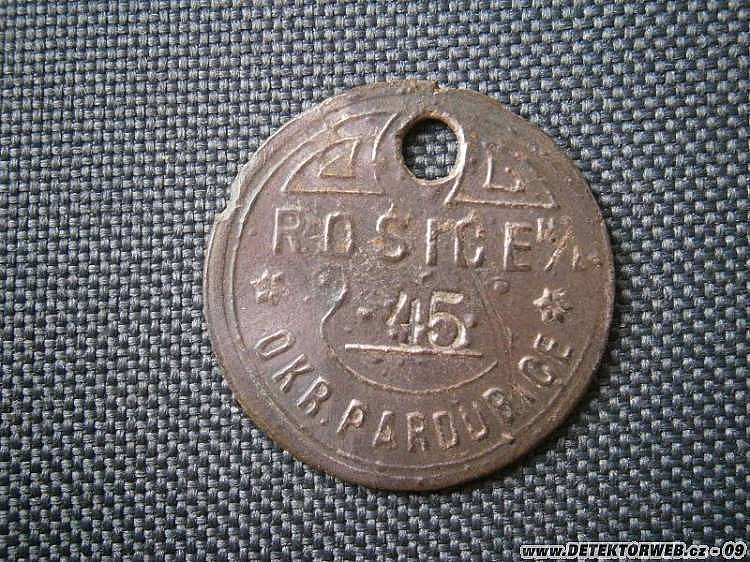 ROSICE n/L
45
OKR. PARDUBICE
www.DETEKTORWEB.cz - 09